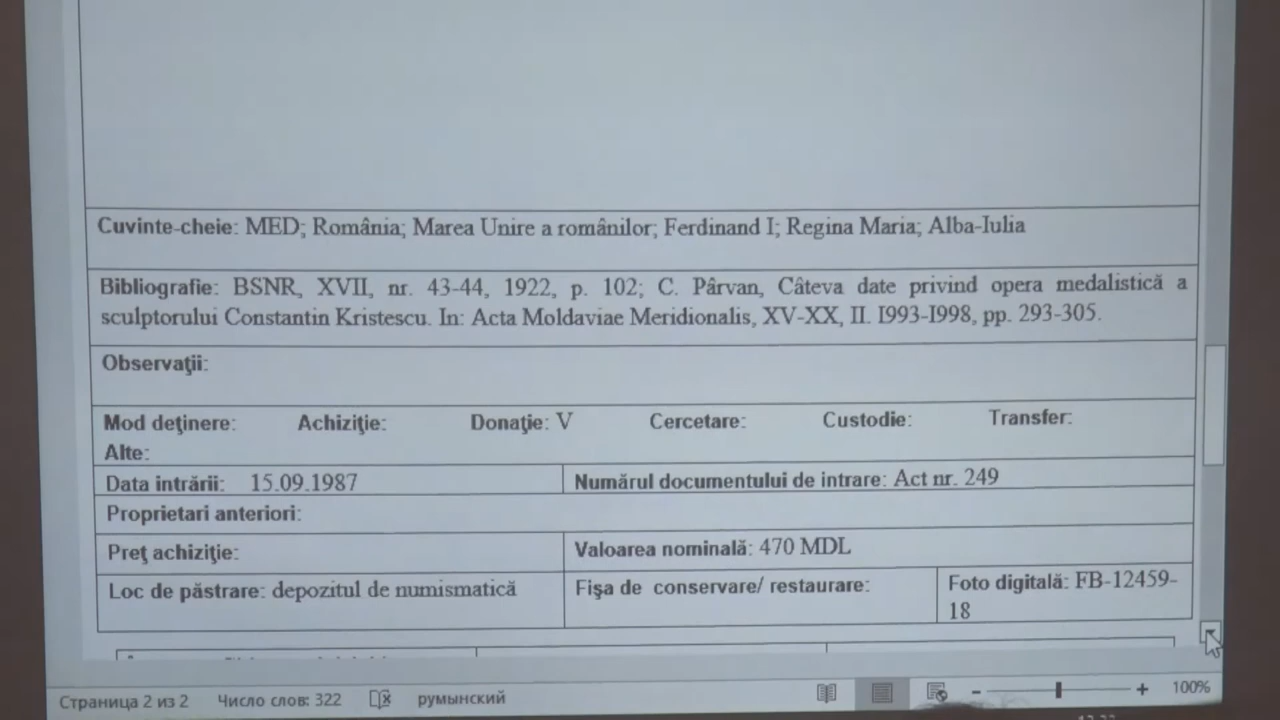 Cuvinte-cheie: MED; România; Marea Unire a românilor; Ferdinand I; Regina Maria; Alba-Iulia
Bibliografie: BSNR, XVII, nr. 43-44, 1922, p. 102; C. Pârvan, Câteva date privind opera medalistică a
sculptorului Constantin Kristescu. In: Acta Moldaviae Meridionalis, XV-XX, II. I993-I998, pp. 293-305.
Observaţii:
Mod deţinere: Achiziţie: Donaţie: V Cercetare: Custodie: Transfer:
Alte:
Data intrării: 15.09.1987 Numărul documentului de intrare: Act nr. 249
Proprietari anteriori:
Preţ achiziţie: Valoarea nominală: 470 MDL
Loc de păstrare: depozitul de numismatică Fişa de conservare/ restaurare: Foto digitală: FB-12459-
18
Страница 2 из 2 Число слов: 322 румынский 100%